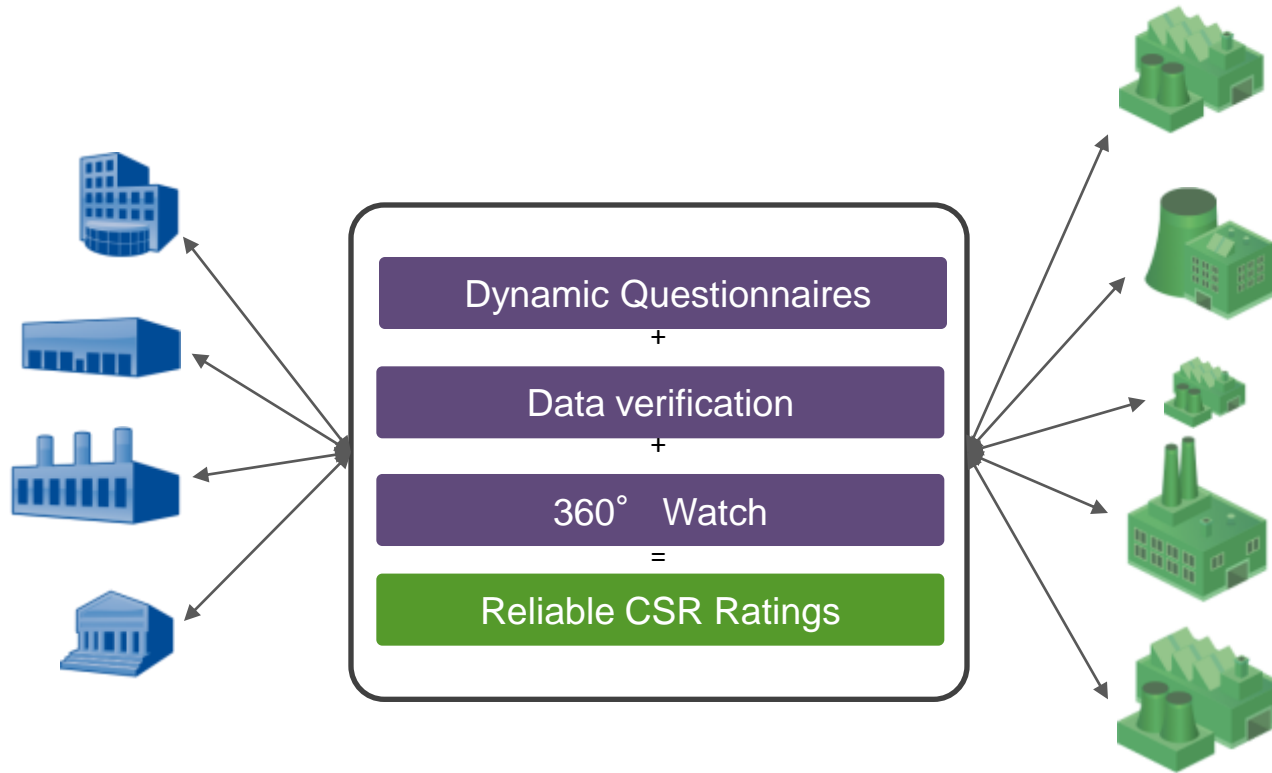 Dynamic Questionnaires
+
Data verification
+
360° Watch
=
Reliable CSR Ratings